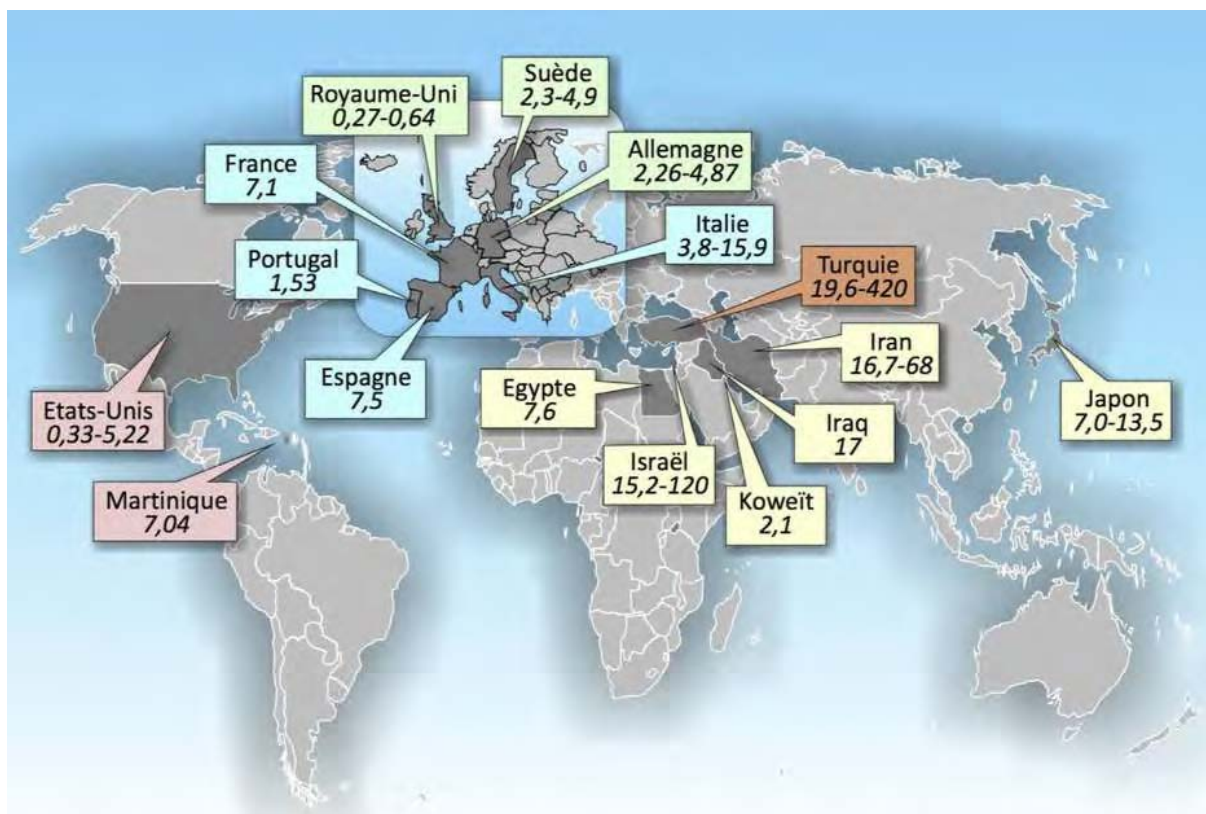 Suède
2,3-4,9
Royaume-Uni
0,27-0,64
France
7,1
Allemagne
2,26-4,87
Italie
3,8-15,9
Portugal
1,53
Turquie
19,6-420
Espagne
7,5
Iran
16,7-68
Egypte
7,6
Etats-Unis
0,33-5,22
Iraq
17
Japon
7,0-13,5
Israël
15,2-120
Koweït
2,1
Martinique
7,04